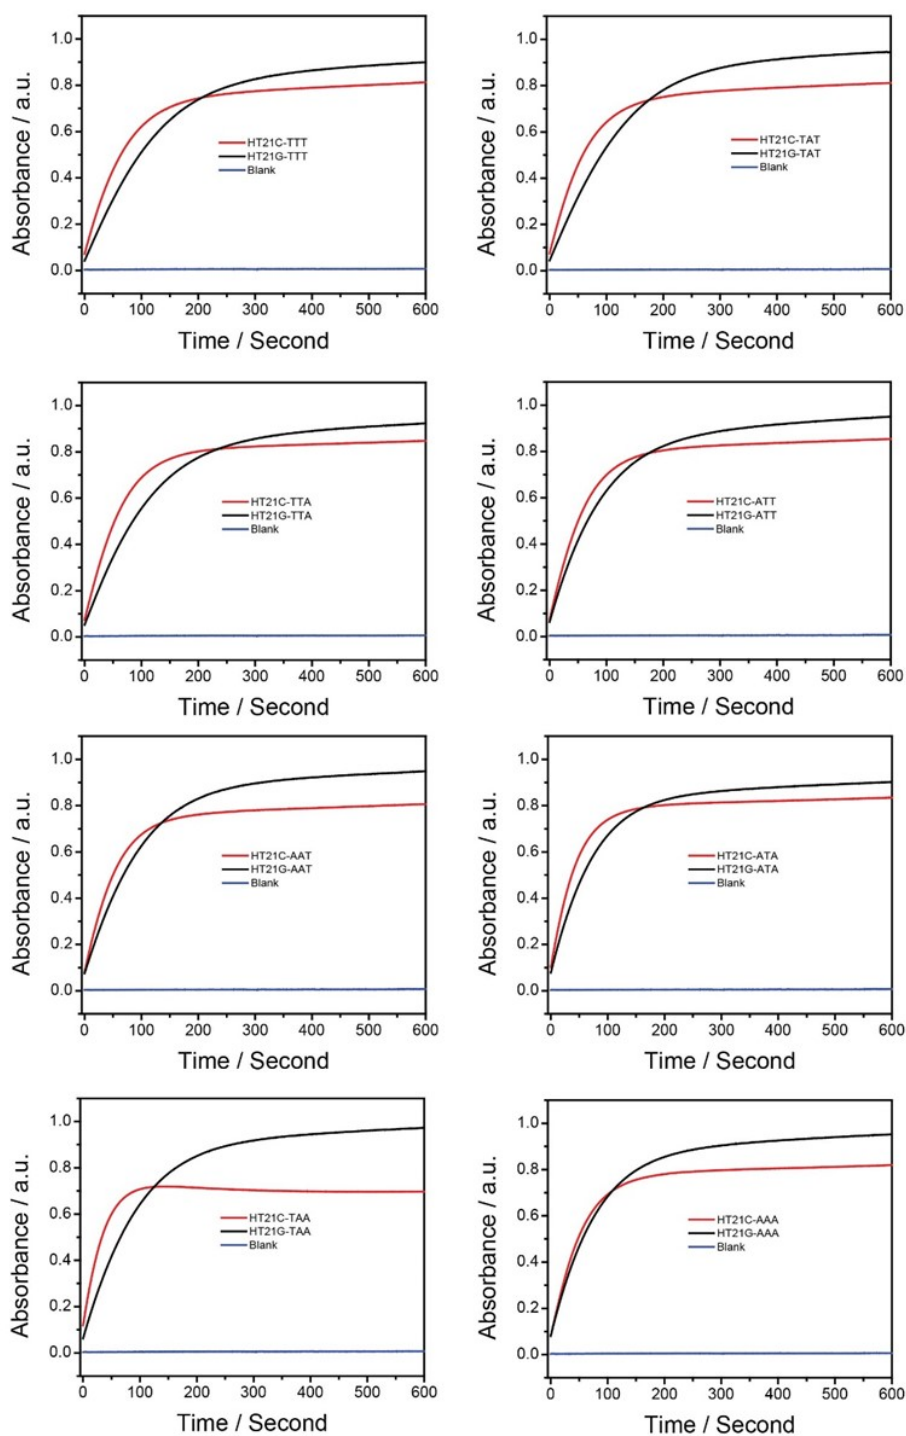 1.0
0.8
0.6
0.4
0.2
0.0
Absorbance / a.u.
HT21C-TTT
HT21G-TTT
Blank
0 100 200 300 400 500 600
Time / Second
1.0
0.8
0.6
0.4
0.2
0.0
Absorbance / a.u.
HT21C-TAT
HT21G-TAT
Blank
0 100 200 300 400 500 600
Time / Second
1.0
0.8
0.6
0.4
0.2
0.0
Absorbance / a.u.
HT21C-TTA
HT21G-TTA
Blank
0 100 200 300 400 500 600
Time / Second
1.0
0.8
0.6
0.4
0.2
0.0
Absorbance / a.u.
HT21C-ATT
HT21G-ATT
Blank
0 100 200 300 400 500 600
Time / Second
1.0
0.8
0.6
0.4
0.2
0.0
Absorbance / a.u.
HT21C-AAT
HT21G-AAT
Blank
0 100 200 300 400 500 600
Time / Second
1.0
0.8
0.6
0.4
0.2
0.0
Absorbance / a.u.
HT21C-ATA
HT21G-ATA
Blank
0 100 200 300 400 500 600
Time / Second
1.0
0.8
0.6
0.4
0.2
0.0
Absorbance / a.u.
HT21C-TAA
HT21G-TAA
Blank
0 100 200 300 400 500 600
Time / Second
1.0
0.8
0.6
0.4
0.2
0.0
Absorbance / a.u.
HT21C-AAA
HT21G-AAA
Blank
0 100 200 300 400 500 600
Time / Second